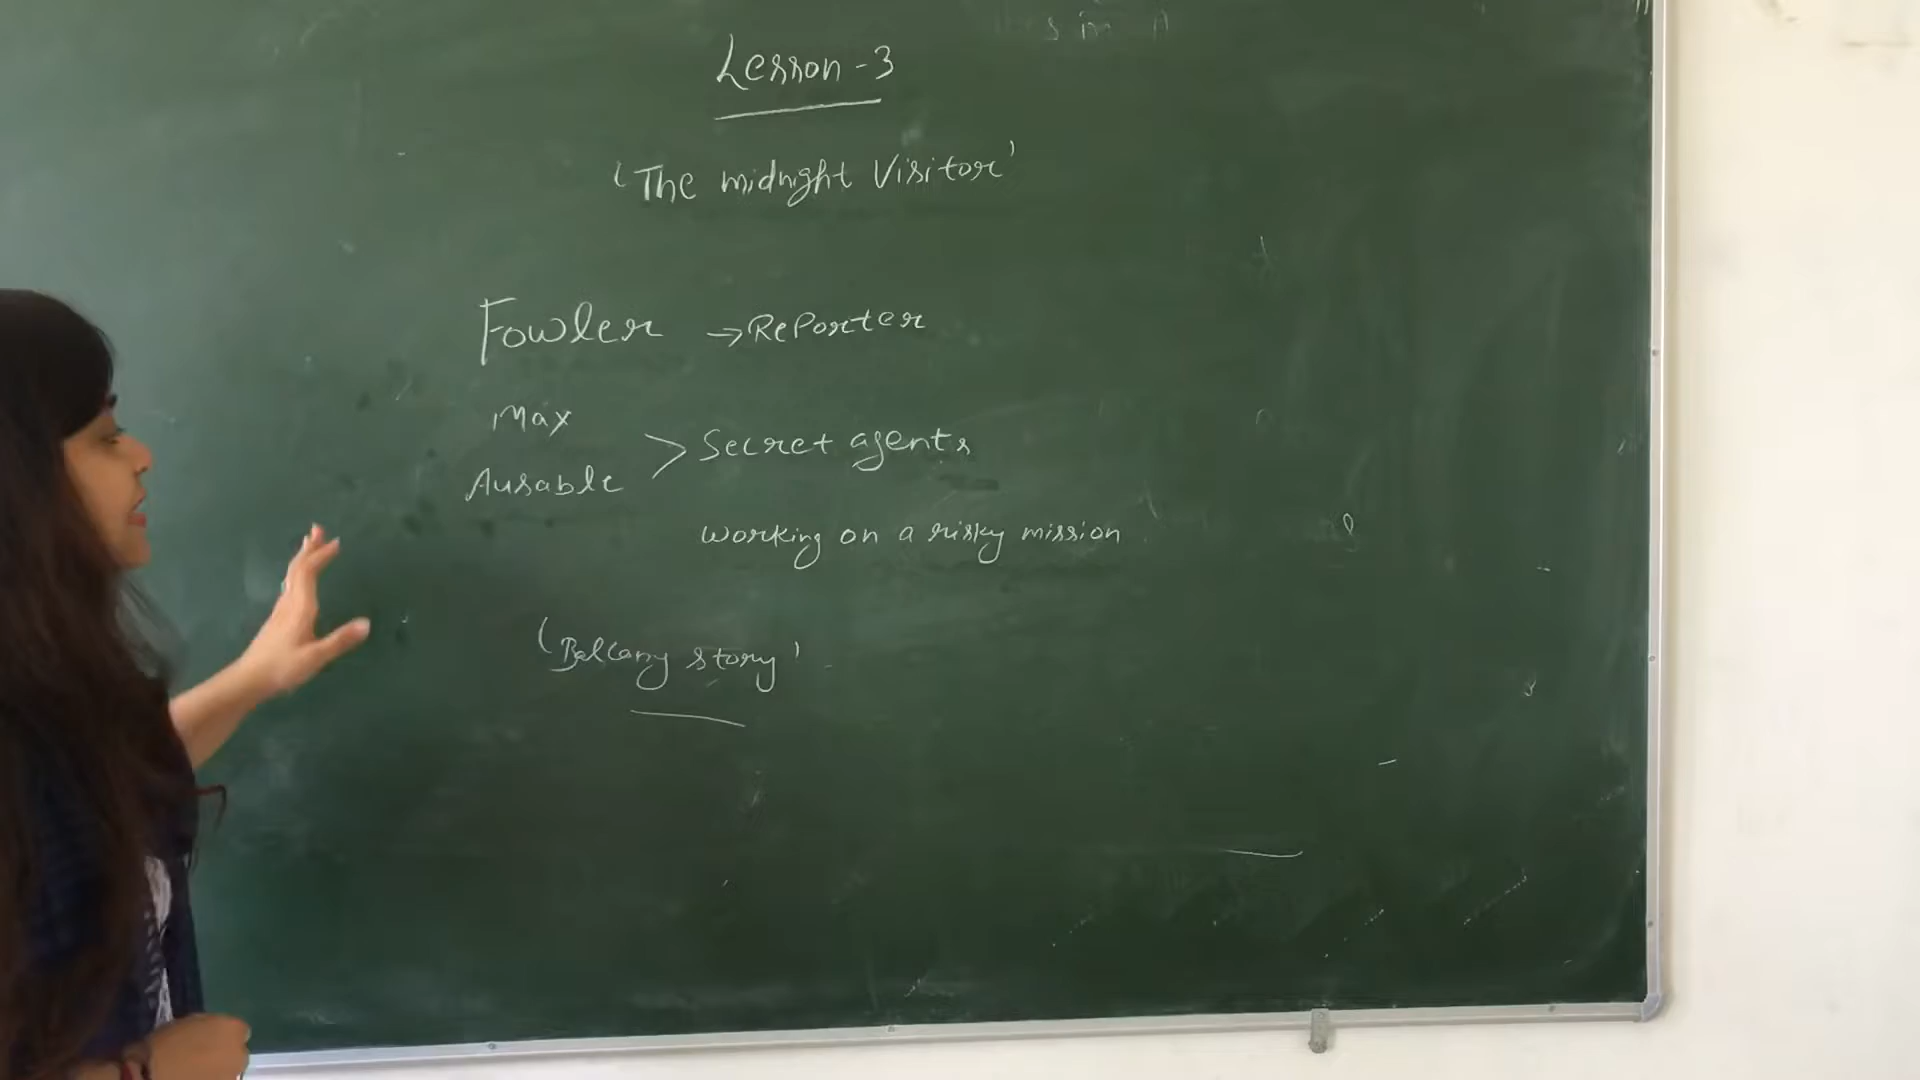 Lesson - 3
'The midnight Visitor'
Fowler → Reporter
Max
Ausable > Secret agents
working on a risky mission
(Balcony story'